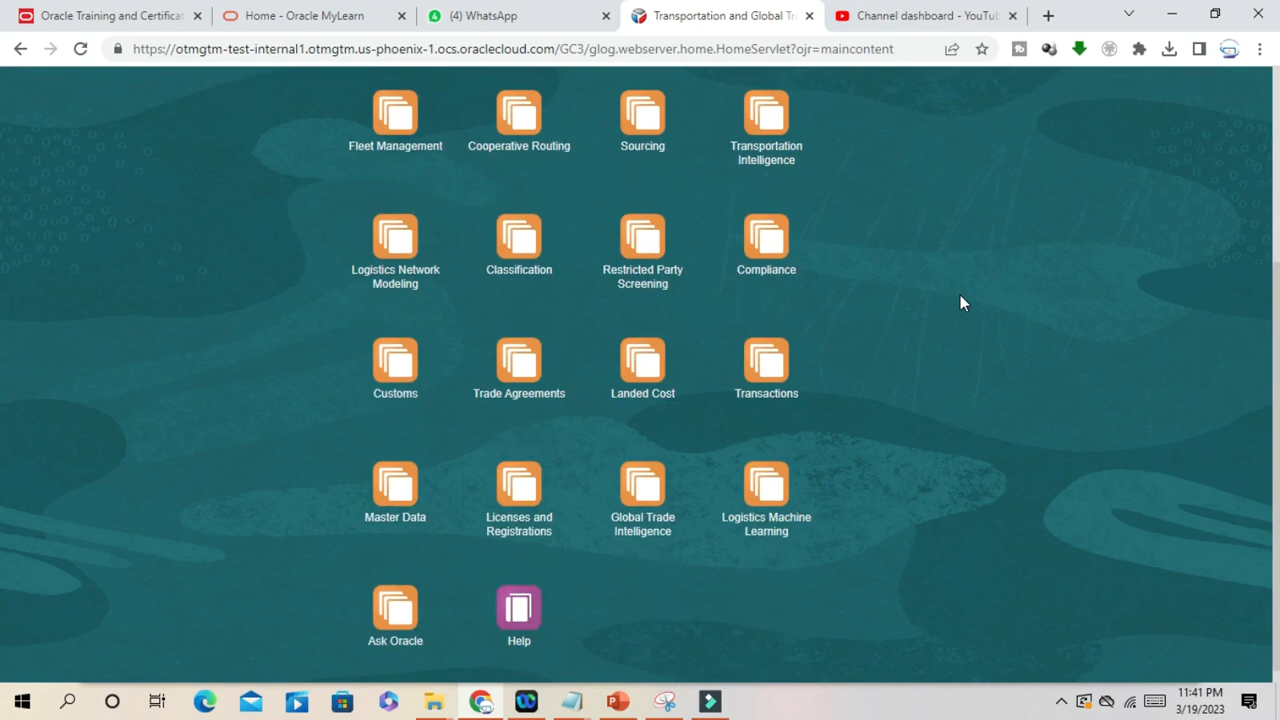 Oracle Training and Certificat
Home - Oracle MyLearn
(4) WhatsApp
Transportation and Global Tr
Channel dashboard - YouTub
https://otmgtm-test-internal1.otmgtm.us-phoenix-1.ocs.oraclecloud.com/GC3/glog.webserver.home.HomeServlet?ojr=maincontent
Fleet Management
Cooperative Routing
Sourcing
Transportation
Intelligence
Logistics Network
Modeling
Classification
Restricted Party
Screening
Compliance
Customs
Trade Agreements
Landed Cost
Transactions
Master Data
Licenses and
Registrations
Global Trade
Intelligence
Logistics Machine
Learning
Ask Oracle
Help
11:41 PM
3/19/2023